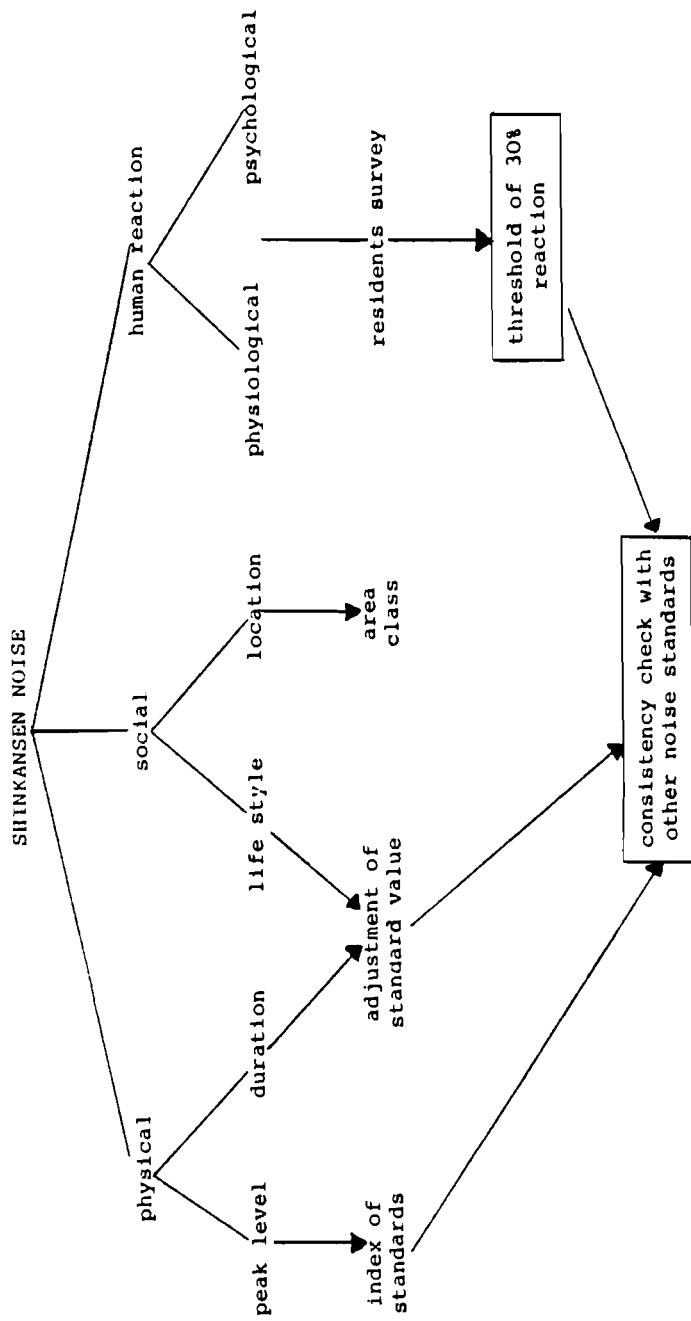 SHINKANSEN NOISE
physical
social
human reaction
peak level
duration
life style
location
physiological
psychological
index of
standards
adjustment of
standard value
area
class
residents survey
threshold of 30%
reaction
consistency check with
other noise standards